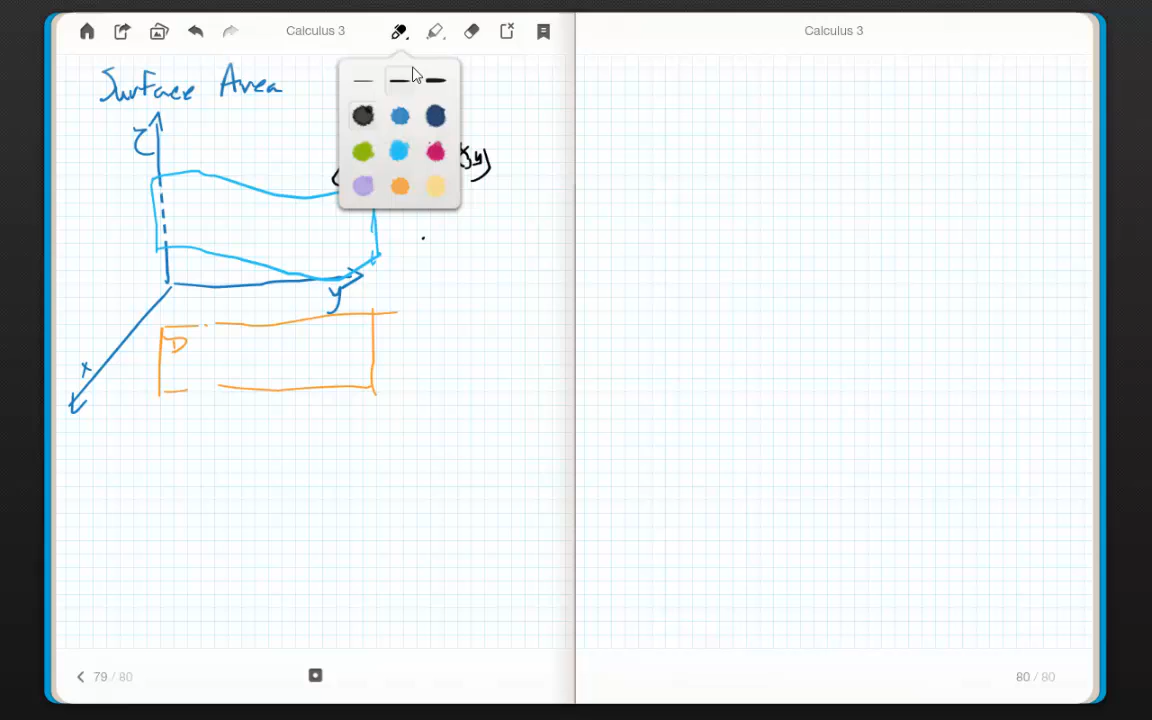 Calculus 3
Calculus 3
Surface Area
z
x,y)
y
D
x
79 / 80
80 / 80